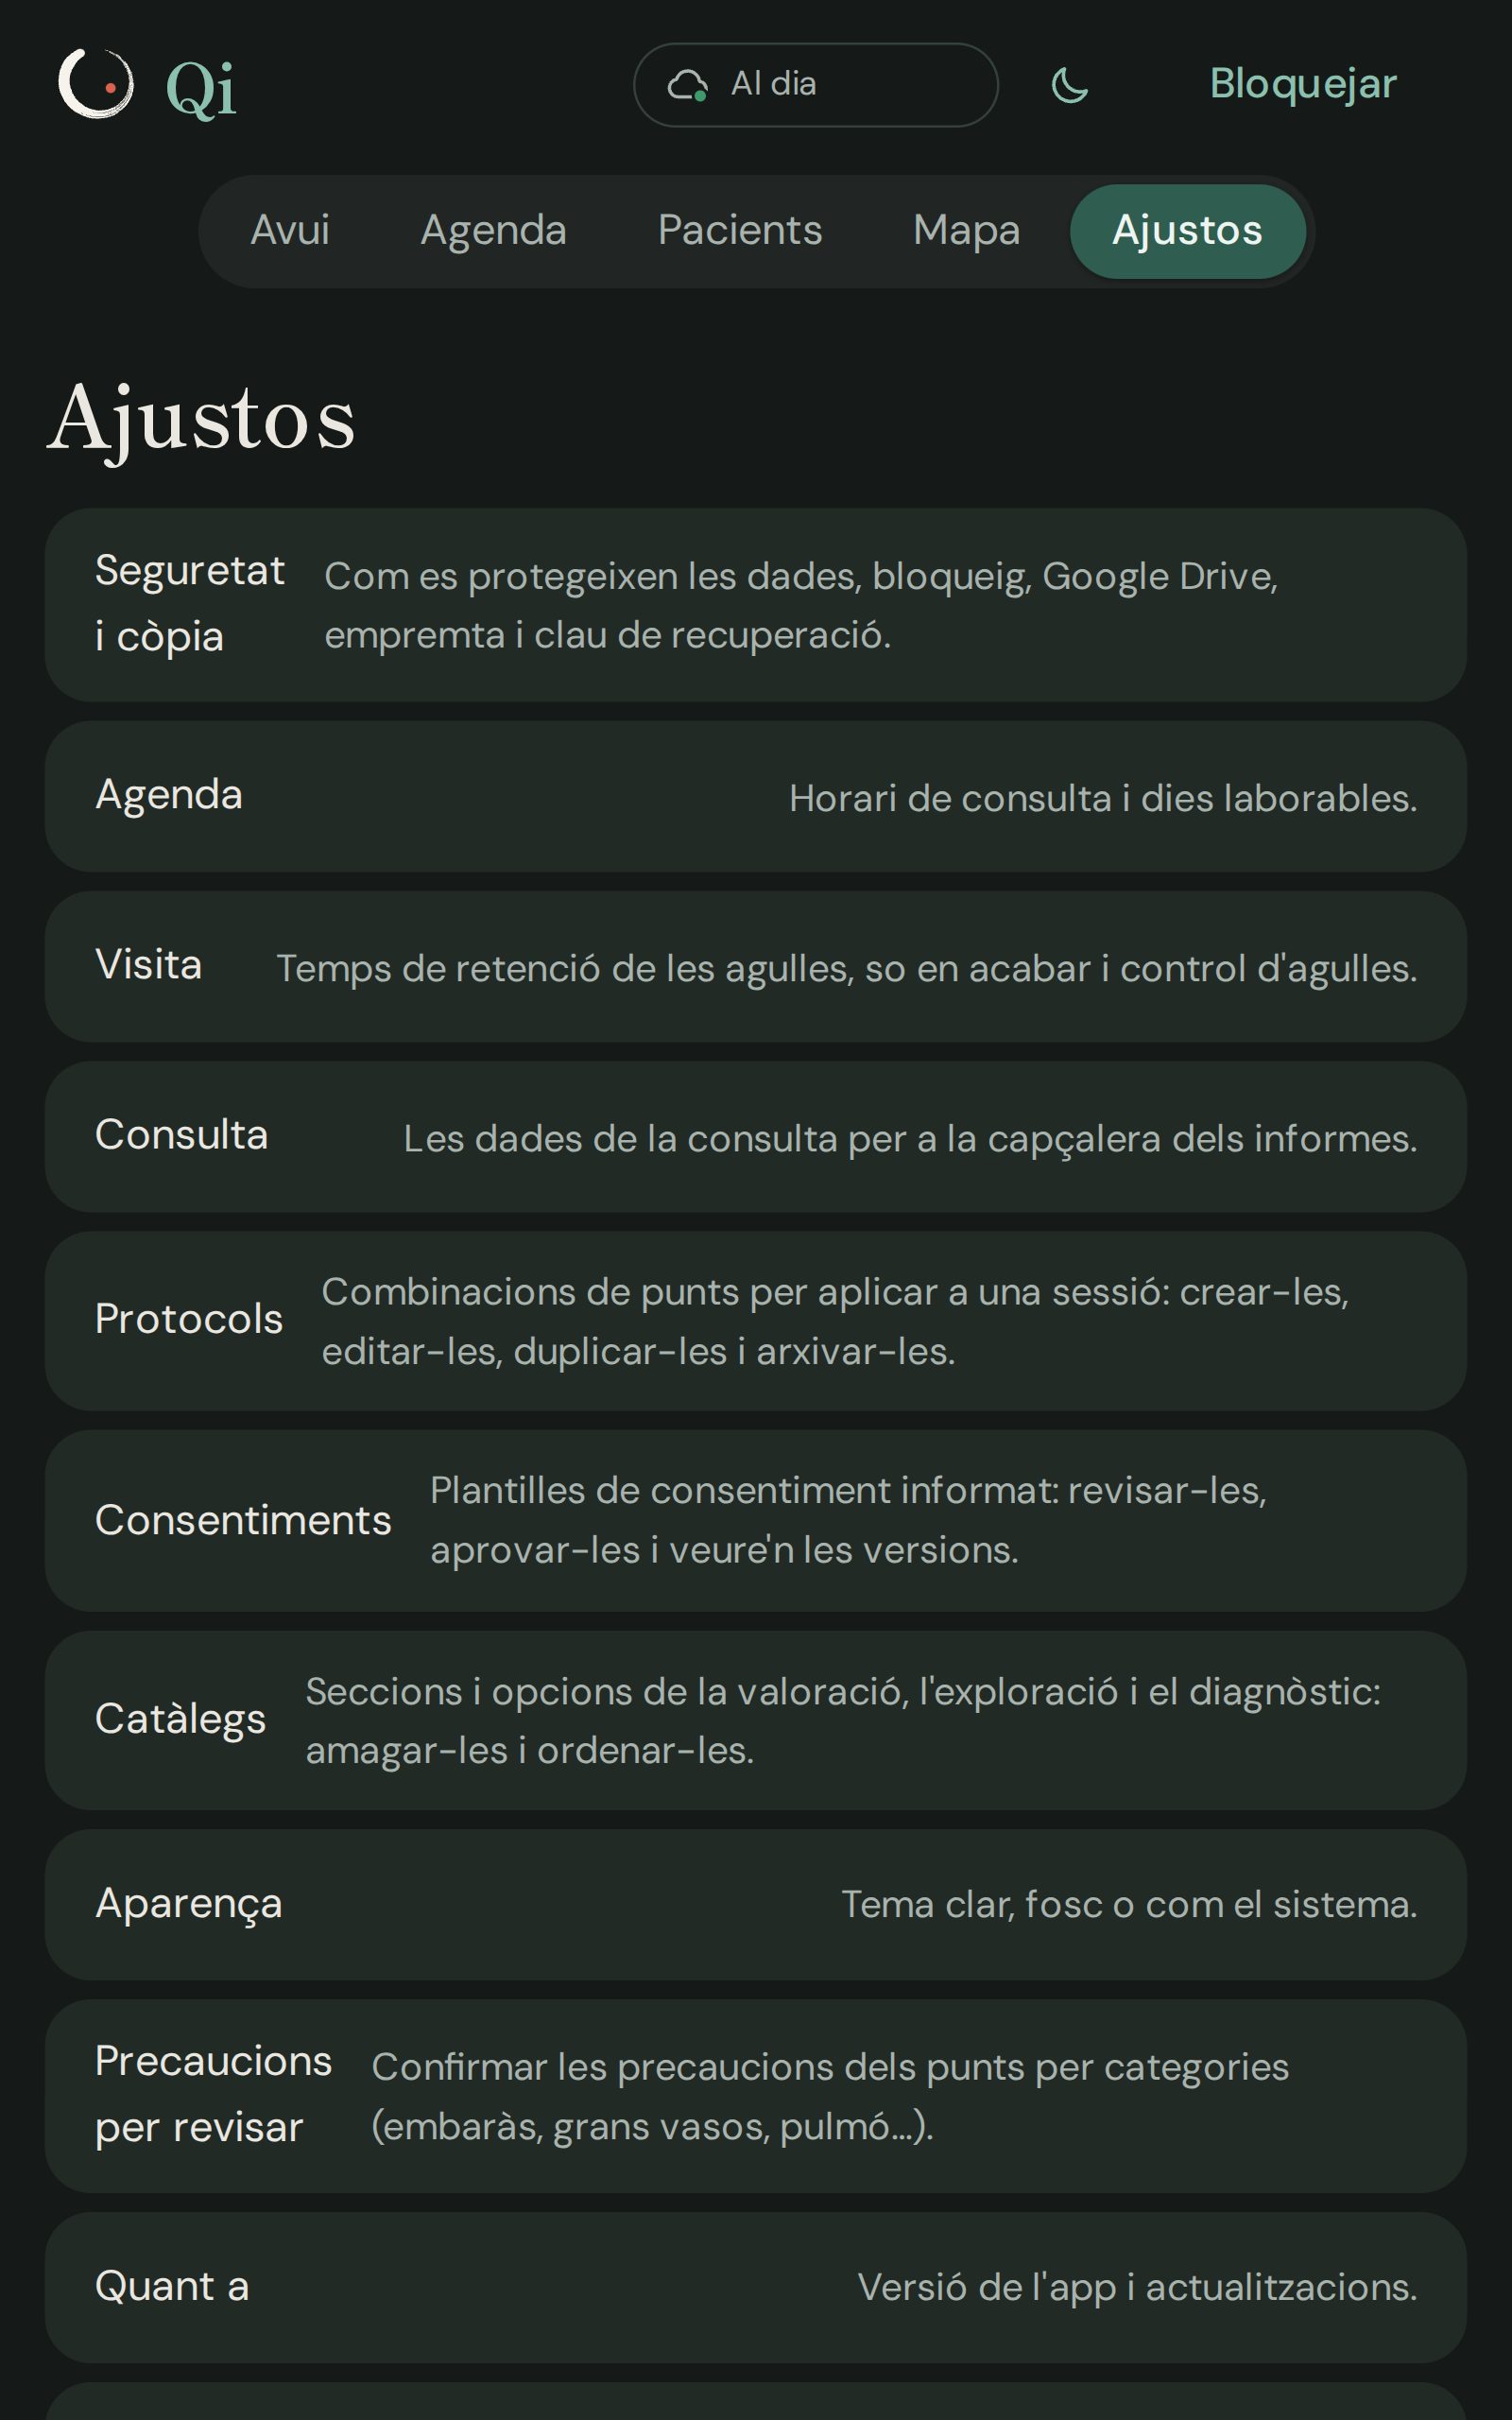 Qi
Al dia
Bloquejar
Avui
Agenda
Pacients
Mapa
Ajustos
Ajustos
Seguretat
i còpia
Com es protegeixen les dades, bloqueig, Google Drive,
empremta i clau de recuperació.
Agenda
Horari de consulta i dies laborables.
Visita
Temps de retenció de les agulles, so en acabar i control d'agulles.
Consulta
Les dades de la consulta per a la capçalera dels informes.
Protocols
Combinacions de punts per aplicar a una sessió: crear-les,
editar-les, duplicar-les i arxivar-les.
Consentiments
Plantilles de consentiment informat: revisar-les,
aprovar-les i veure'n les versions.
Catàlegs
Seccions i opcions de la valoració, l'exploració i el diagnòstic:
amagar-les i ordenar-les.
Aparença
Tema clar, fosc o com el sistema.
Precaucions
per revisar
Confirmar les precaucions dels punts per categories
(embaràs, grans vasos, pulmó...).
Quant a
Versió de l'app i actualitzacions.